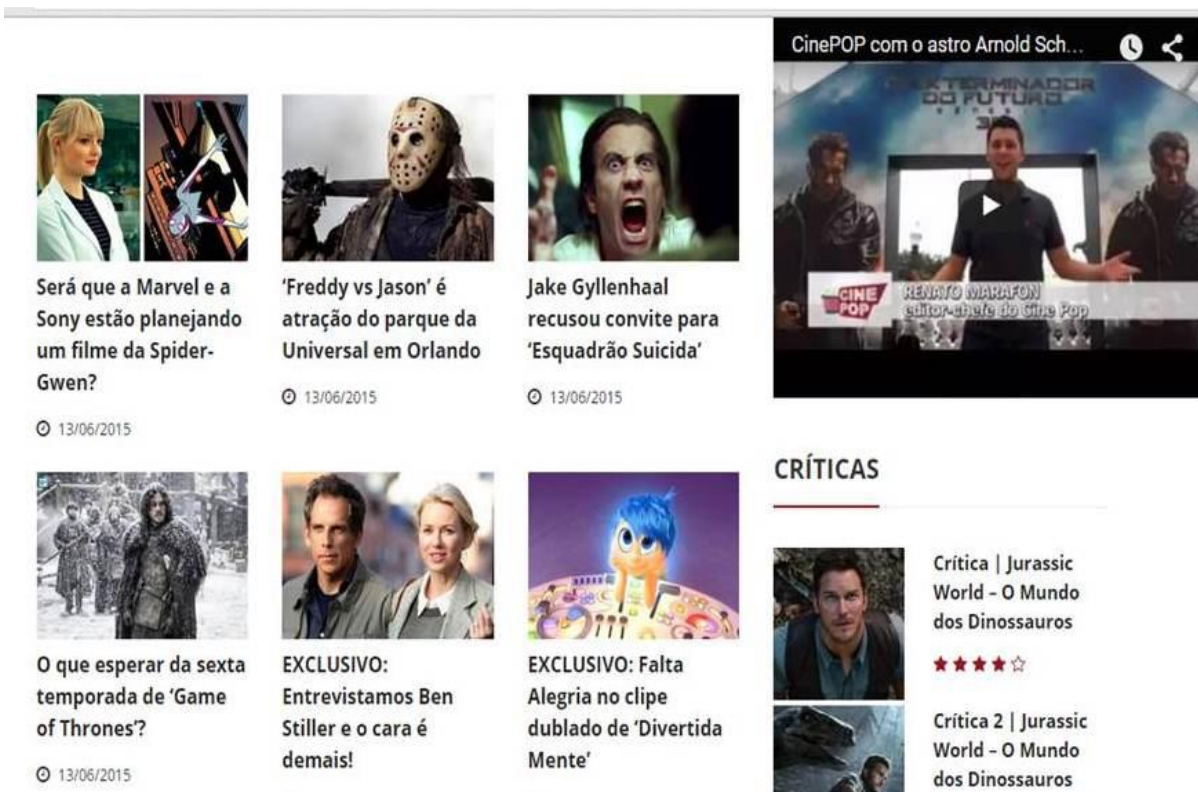 Será que a Marvel e a
Sony estão planejando
um filme da Spider-
Gwen?
13/06/2015
'Freddy vs Jason' é
atração do parque da
Universal em Orlando
13/06/2015
Jake Gyllenhaal
recusou convite para
'Esquadrão Suicida'
13/06/2015
O que esperar da sexta
temporada de 'Game
of Thrones'?
13/06/2015
EXCLUSIVO:
Entrevistamos Ben
Stiller e o cara é
demais!
EXCLUSIVO: Falta
Alegria no clipe
dublado de 'Divertida
Mente'
CinePOP com o astro Arnold Sch...
EXTERMINADOR
DO FUTURO
CINE
POP
RENATO MARAFON
editor-chefe do Cine Pop
CRÍTICAS
Crítica | Jurassic
World – O Mundo
dos Dinossauros
Crítica 2 | Jurassic
World – O Mundo
dos Dinossauros